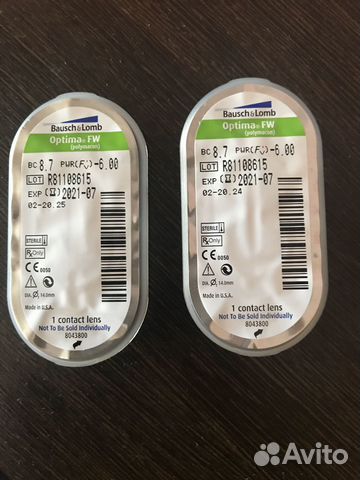 Bausch&Lomb
Optima® FW
(polymacon)
BC 8.7 PWR(F'v)-6.00
LOT R81108615
EXP 2021-07
02-20.25
STERILE
Rx Only
CE 0050
DIA. Ø, 14.0mm
Made in U.S.A.
1 contact lens
Not To Be Sold Individually
8043800
Bausch&Lomb
Optima® FW
(polymacon)
BC 8.7 PWR(F'v)-6.00
LOT R81108615
EXP 2021-07
02-20.24
STERILE
Rx Only
CE 0050
DIA. Ø, 14.0mm
Made in U.S.A.
1 contact lens
Not To Be Sold Individually
8043800
Avito